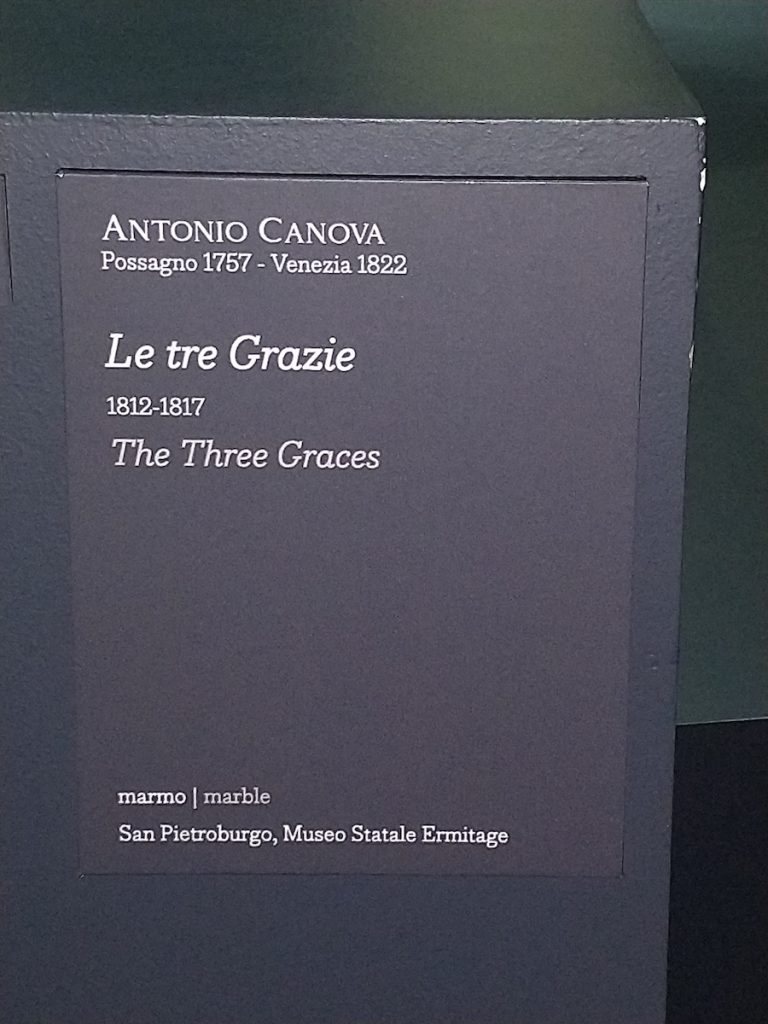 ANTONIO CANOVA
Possagno 1757 - Venezia 1822
Le tre Grazie
1812-1817
The Three Graces
marmo | marble
San Pietroburgo, Museo Statale Ermitage